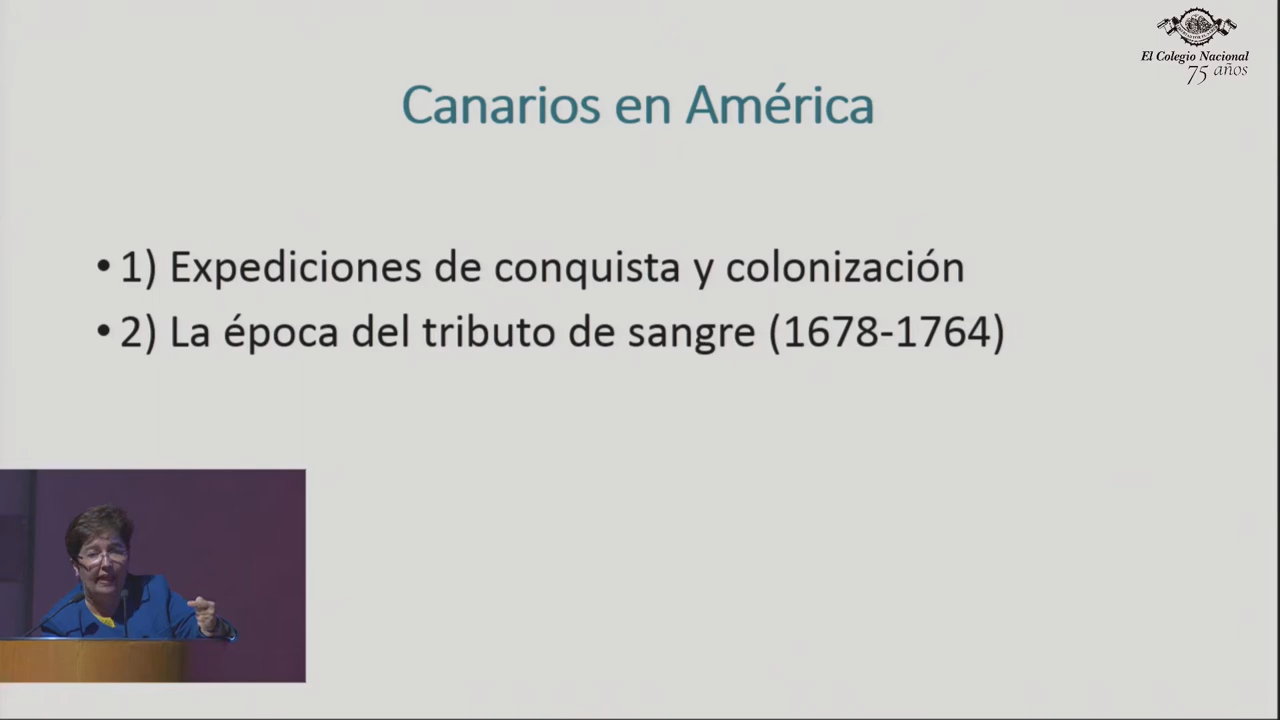 El Colegio Nacional
75 años
Canarios en América
• 1) Expediciones de conquista y colonización
• 2) La época del tributo de sangre (1678-1764)